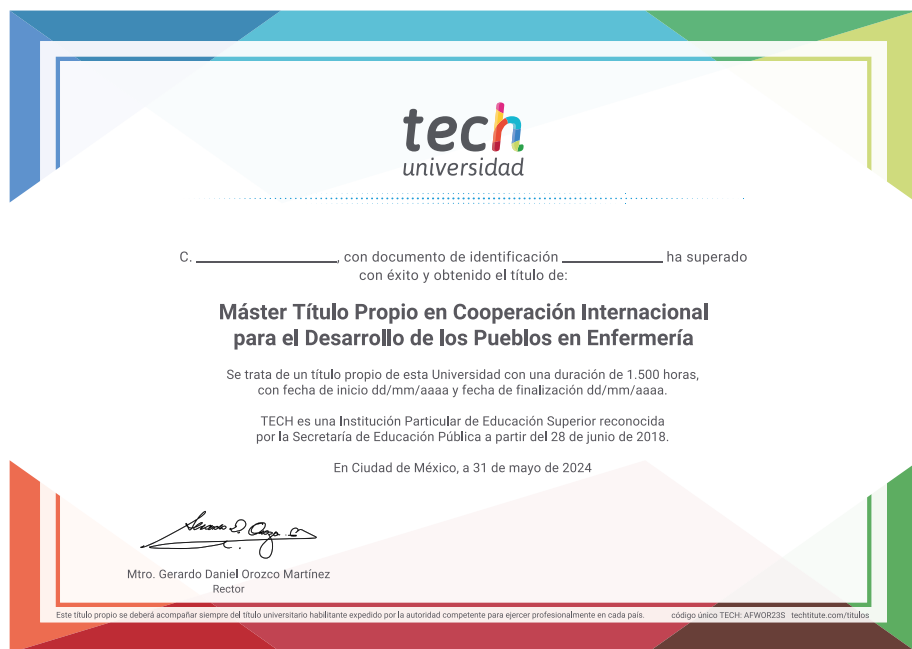 tech
universidad
C. ____________________, con documento de identificación ______________ ha superado
con éxito y obtenido el título de:
Máster Título Propio en Cooperación Internacional
para el Desarrollo de los Pueblos en Enfermería
Se trata de un título propio de esta Universidad con una duración de 1.500 horas,
con fecha de inicio dd/mm/aaaa y fecha de finalización dd/mm/aaaa.
TECH es una Institución Particular de Educación Superior reconocida
por la Secretaría de Educación Pública a partir del 28 de junio de 2018.
En Ciudad de México, a 31 de mayo de 2024
Mtro. Gerardo Daniel Orozco Martínez
Rector
Este título propio se deberá acompañar siempre del título universitario habilitante expedido por la autoridad competente para ejercer profesionalmente en cada país. código único TECH: AFWOR23S techtitute.com/titulos